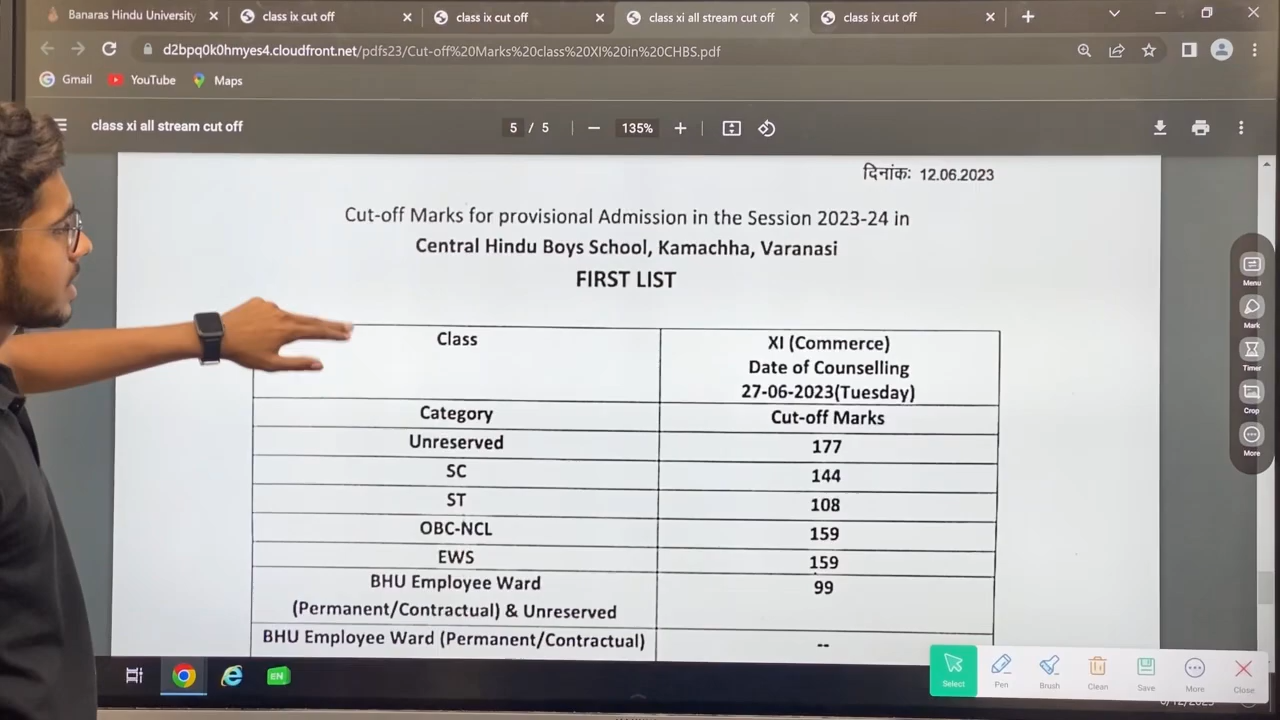 Banaras Hindu University
class ix cut off
class ix cut off
class xi all stream cut off
class ix cut off
d2bpq0k0hmyes4.cloudfront.net/pdfs23/Cut-off%20Marks%20class%20XI%20in%20CHBS.pdf
Gmail
YouTube
Maps
class xi all stream cut off
5 / 5
135%
दिनांक: 12.06.2023
Cut-off Marks for provisional Admission in the Session 2023-24 in
Central Hindu Boys School, Kamachha, Varanasi
FIRST LIST
Class
XI (Commerce)
Date of Counselling
27-06-2023(Tuesday)
Category
Cut-off Marks
Unreserved
177
SC
144
ST
108
OBC-NCL
159
EWS
159
BHU Employee Ward
(Permanent/Contractual) & Unreserved
99
BHU Employee Ward (Permanent/Contractual)
--
Menu
Mark
Timer
Crop
More
EN
Select
Pen
Brush
Clean
Save
More
Close